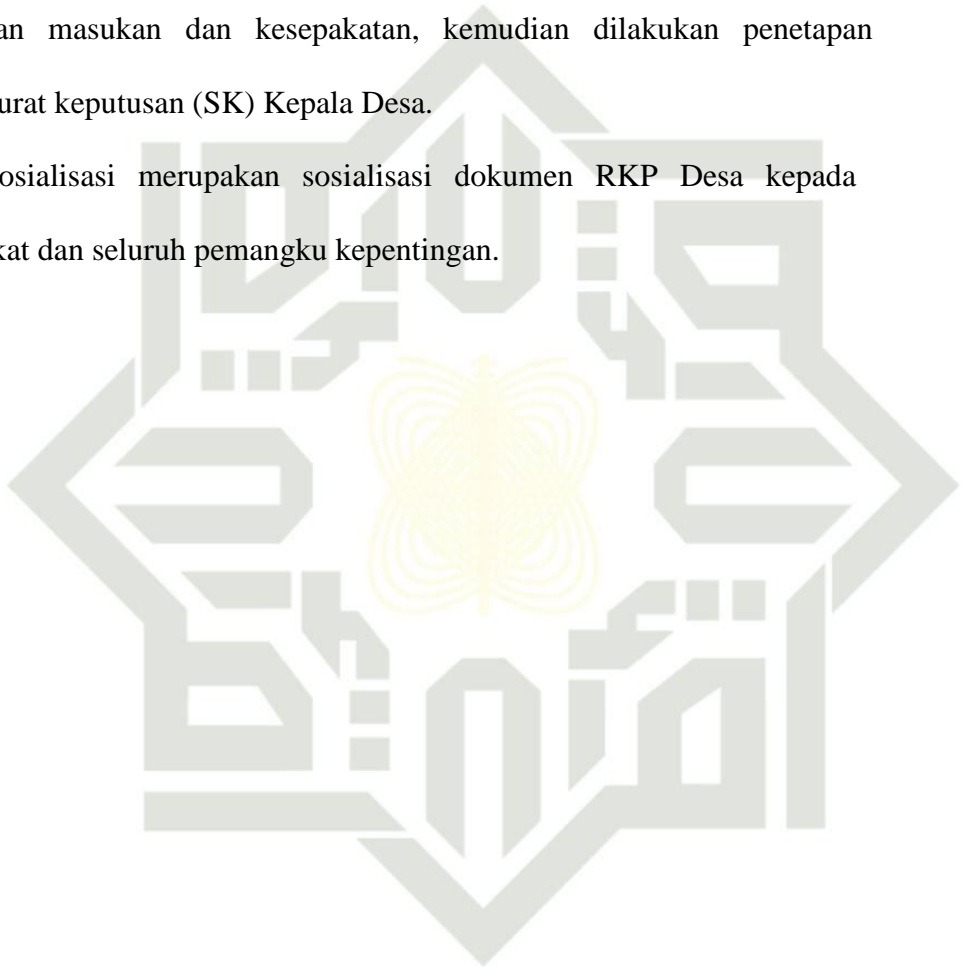 an masukan dan kesepakatan, kemudian dilakukan penetapan
urat keputusan (SK) Kepala Desa.
osialisasi merupakan sosialisasi dokumen RKP Desa kepada
kat dan seluruh pemangku kepentingan.